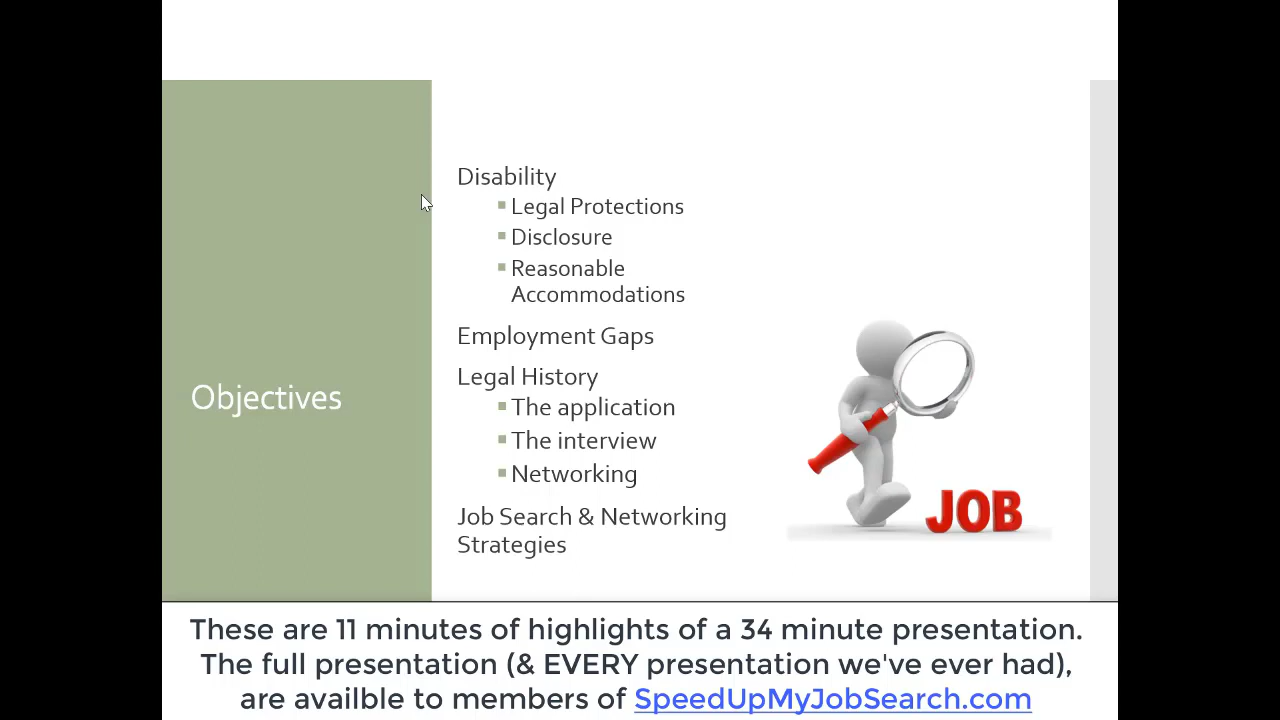 Objectives
Disability
Legal Protections
Disclosure
Reasonable
Accommodations
Employment Gaps
Legal History
The application
The interview
Networking
Job Search & Networking
Strategies
JOB
These are 11 minutes of highlights of a 34 minute presentation.
The full presentation (& EVERY presentation we've ever had),
are availble to members of SpeedUpMyJobSearch.com